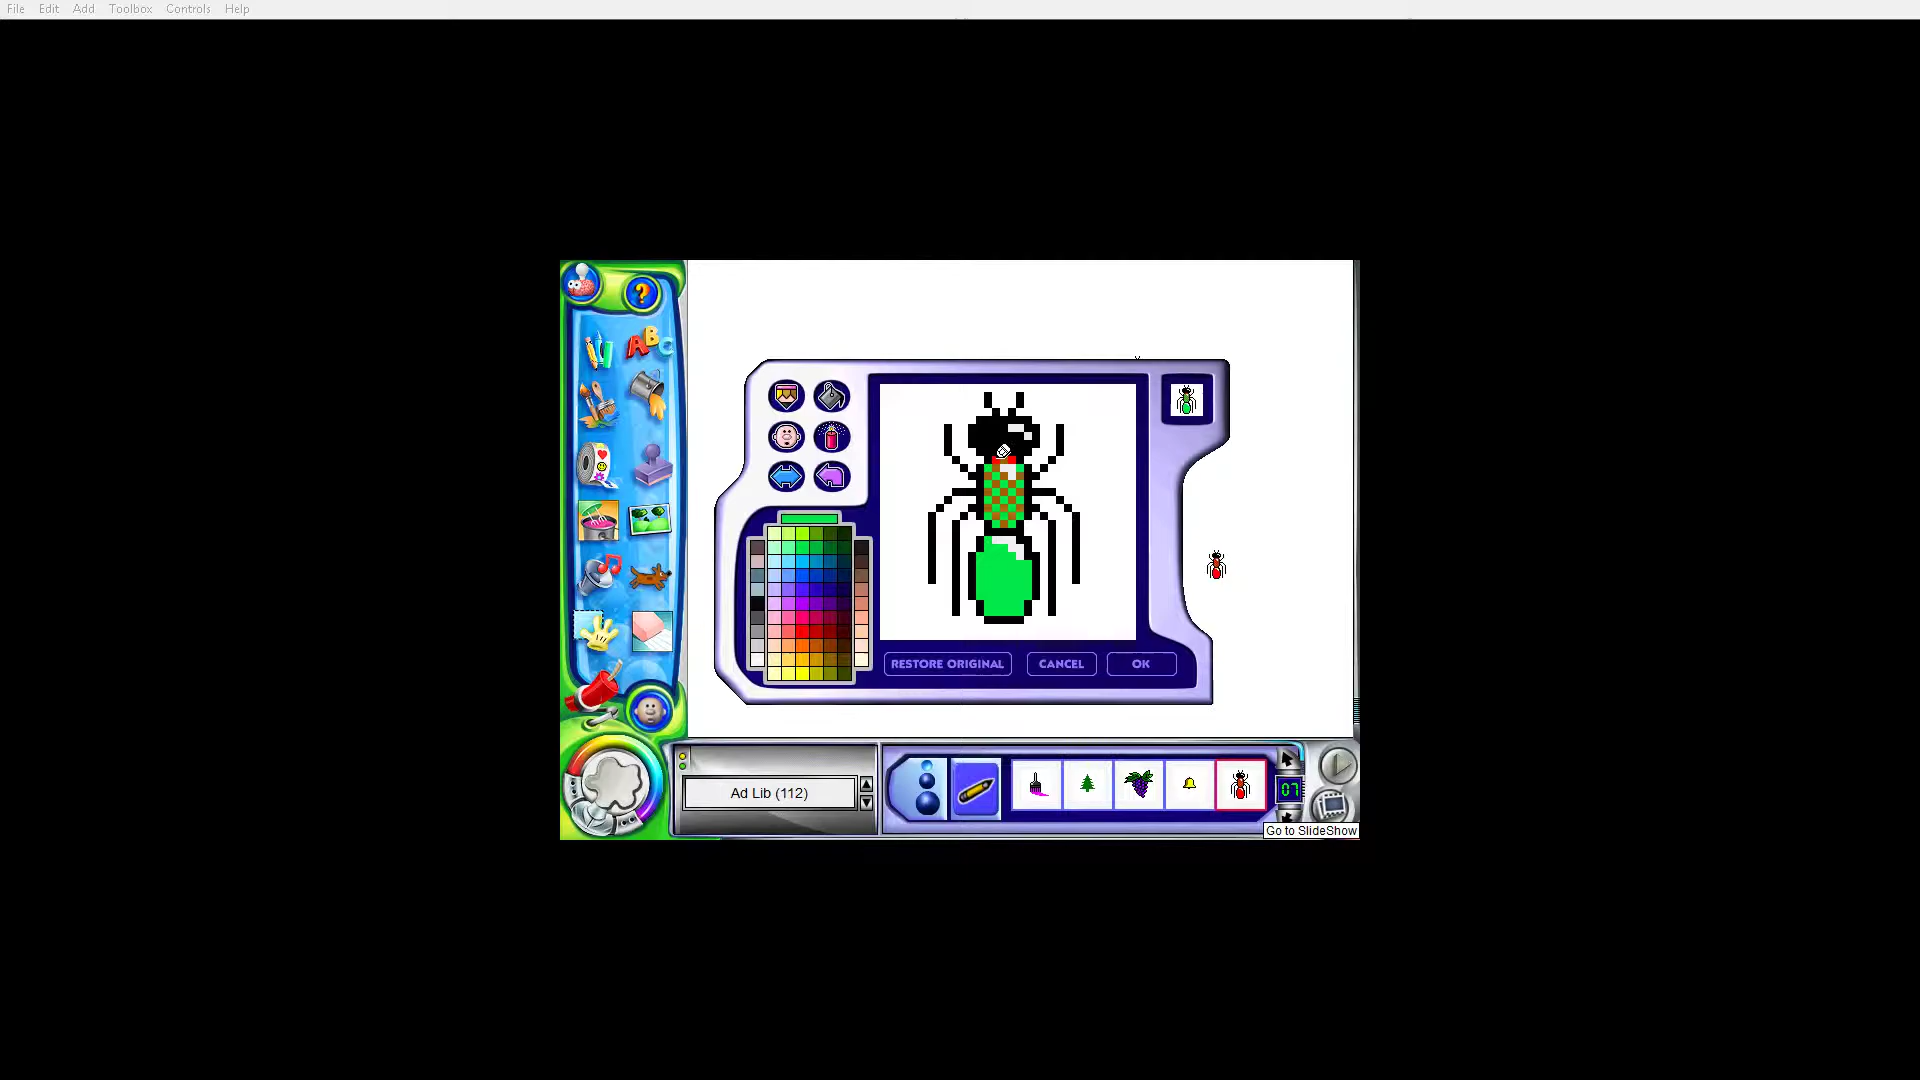 File Edit Add Toolbox Controls Help
?
ABC
RESTORE ORIGINAL CANCEL OK
Ad Lib (112)
07
Go to SlideShow